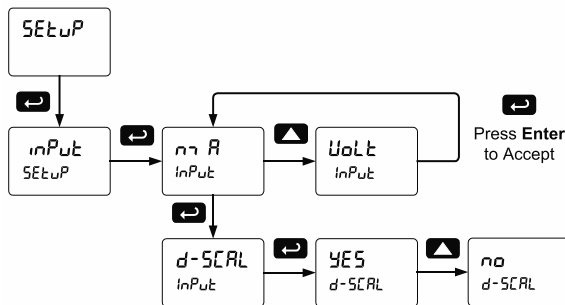 SEtuP
inPut
SEtuP
mA
InPut
VoLt
InPut
Press Enter
to Accept
d-SCAL
InPut
YES
d-SCAL
no
d-SCAL